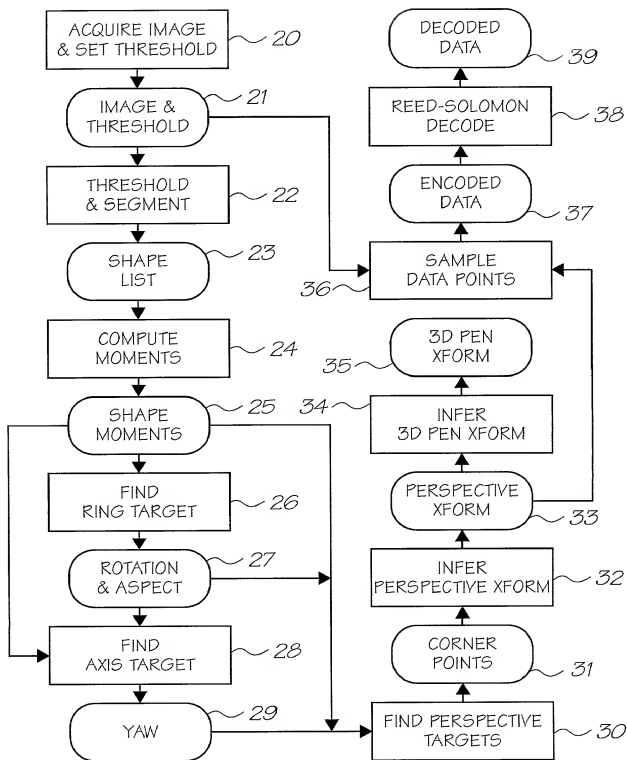 ACQUIRE IMAGE
& SET THRESHOLD
20
IMAGE &
THRESHOLD
21
THRESHOLD
& SEGMENT
22
SHAPE
LIST
23
COMPUTE
MOMENTS
24
SHAPE
MOMENTS
25
FIND
RING TARGET
26
ROTATION
& ASPECT
27
FIND
AXIS TARGET
28
YAW
29
FIND PERSPECTIVE
TARGETS
30
CORNER
POINTS
31
INFER
PERSPECTIVE XFORM
32
PERSPECTIVE
XFORM
33
INFER
3D PEN XFORM
34
3D PEN
XFORM
35
SAMPLE
DATA POINTS
36
ENCODED
DATA
37
REED-SOLOMON
DECODE
38
DECODED
DATA
39